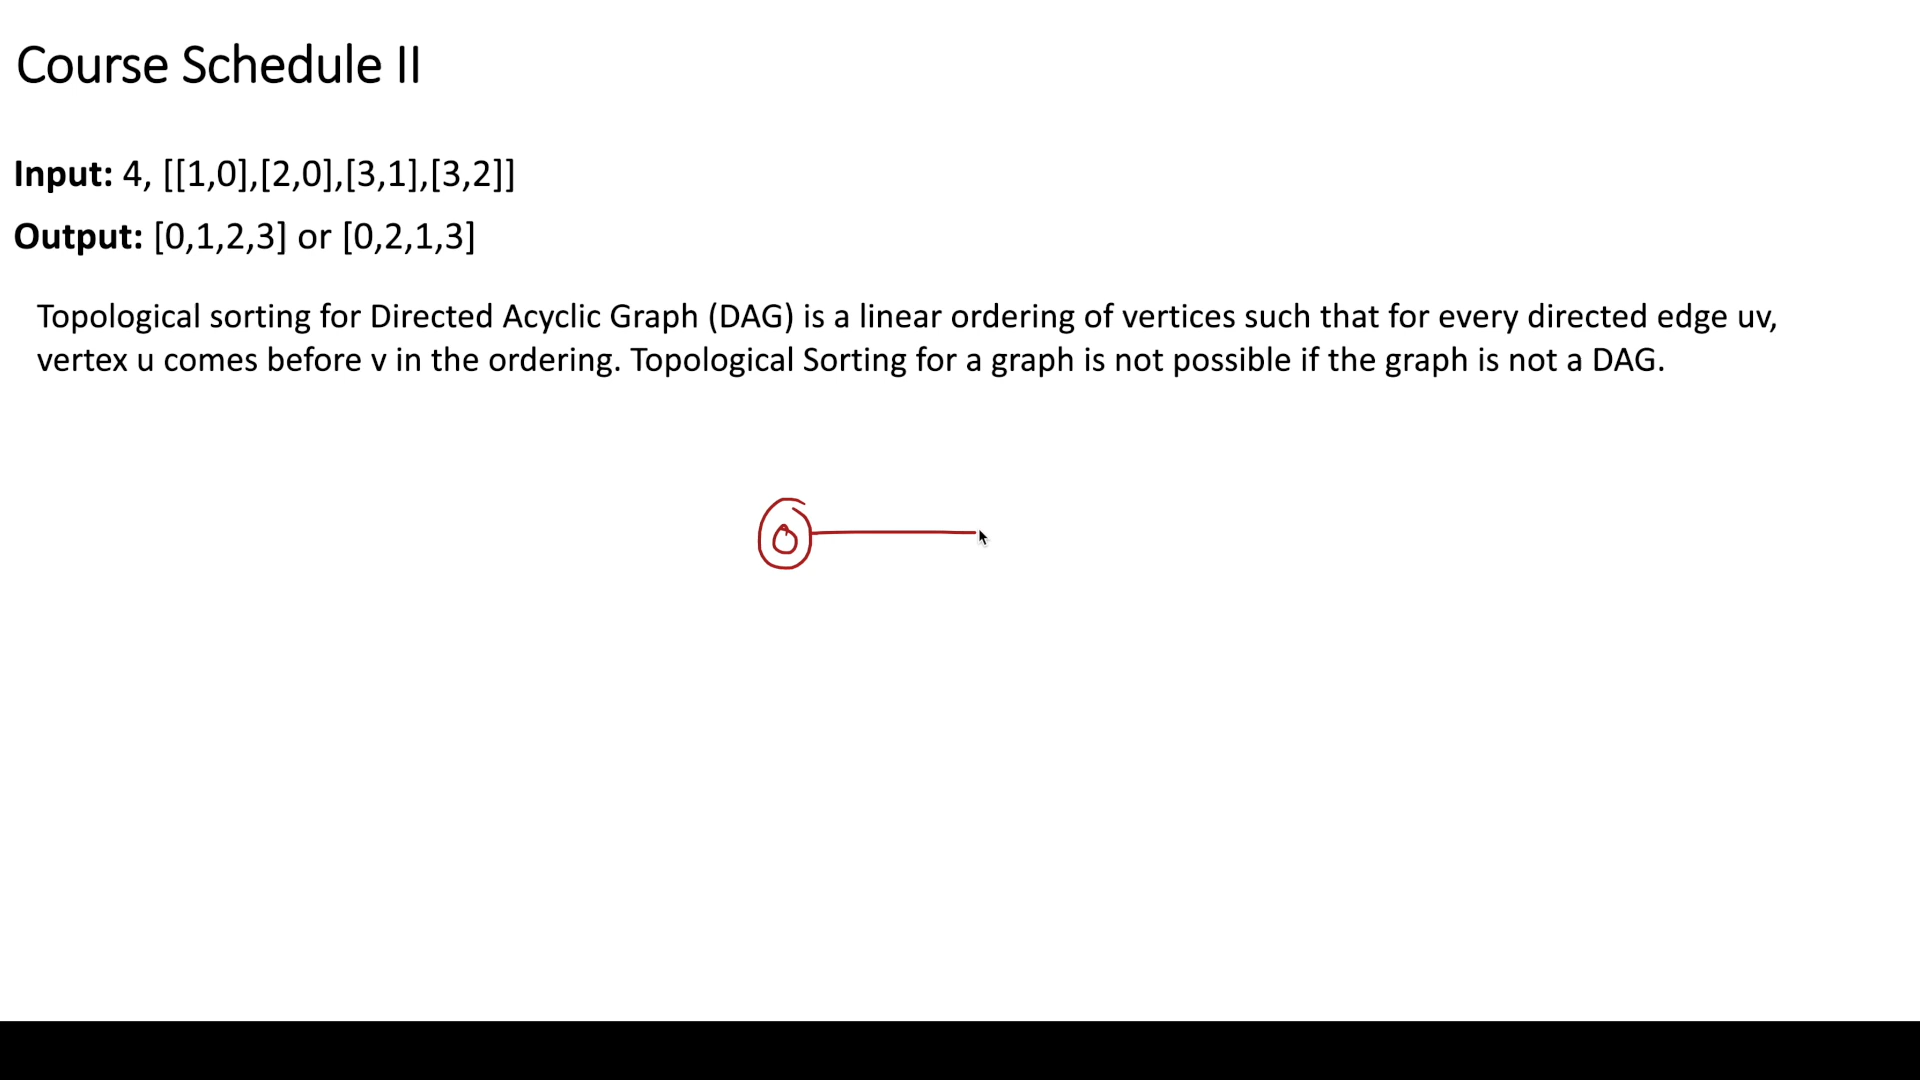 Course Schedule II
Input: 4, [[1,0],[2,0],[3,1],[3,2]]
Output: [0,1,2,3] or [0,2,1,3]
Topological sorting for Directed Acyclic Graph (DAG) is a linear ordering of vertices such that for every directed edge uv,
vertex u comes before v in the ordering. Topological Sorting for a graph is not possible if the graph is not a DAG.
0